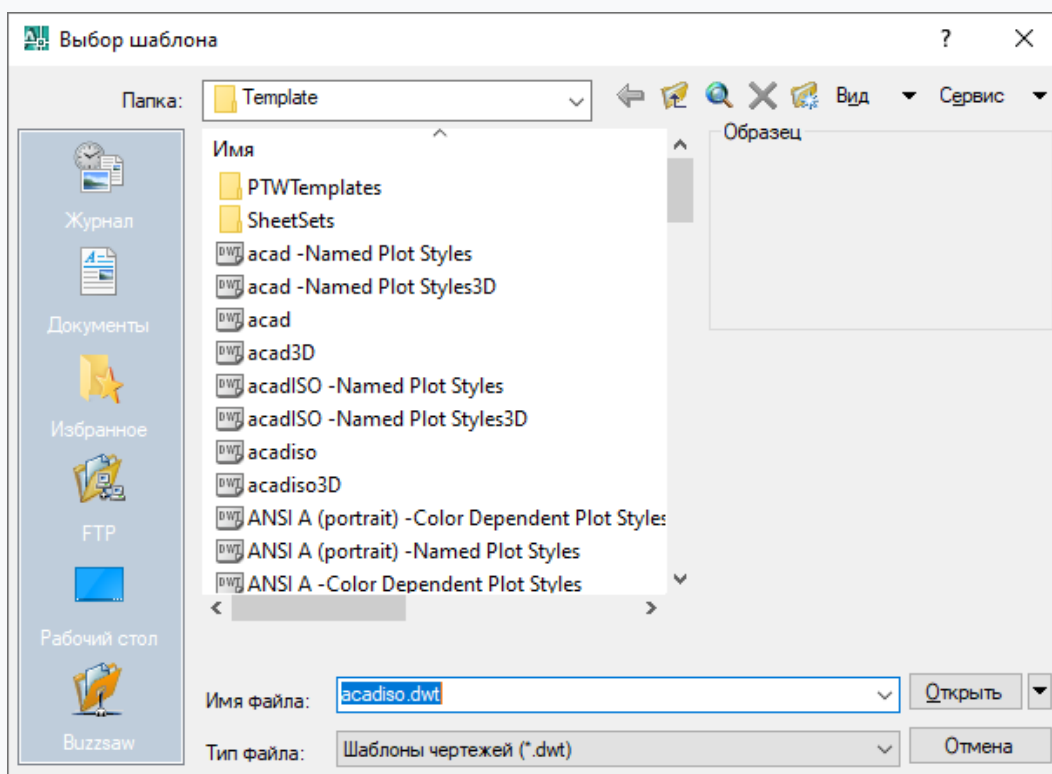 Выбор шаблона ?
Папка: Template Вид Сервис
Журнал
Документы
Избранное
FTP
Рабочий стол
Buzzsaw
Имя
PTWTemplates
SheetSets
acad -Named Plot Styles
acad -Named Plot Styles3D
acad
acad3D
acadISO -Named Plot Styles
acadISO -Named Plot Styles3D
acadiso
acadiso3D
ANSI A (portrait) -Color Dependent Plot Styles
ANSI A (portrait) -Named Plot Styles
ANSI A -Color Dependent Plot Styles
Образец
Имя файла: acadiso.dwt Открыть
Тип файла: Шаблоны чертежей (*.dwt) Отмена